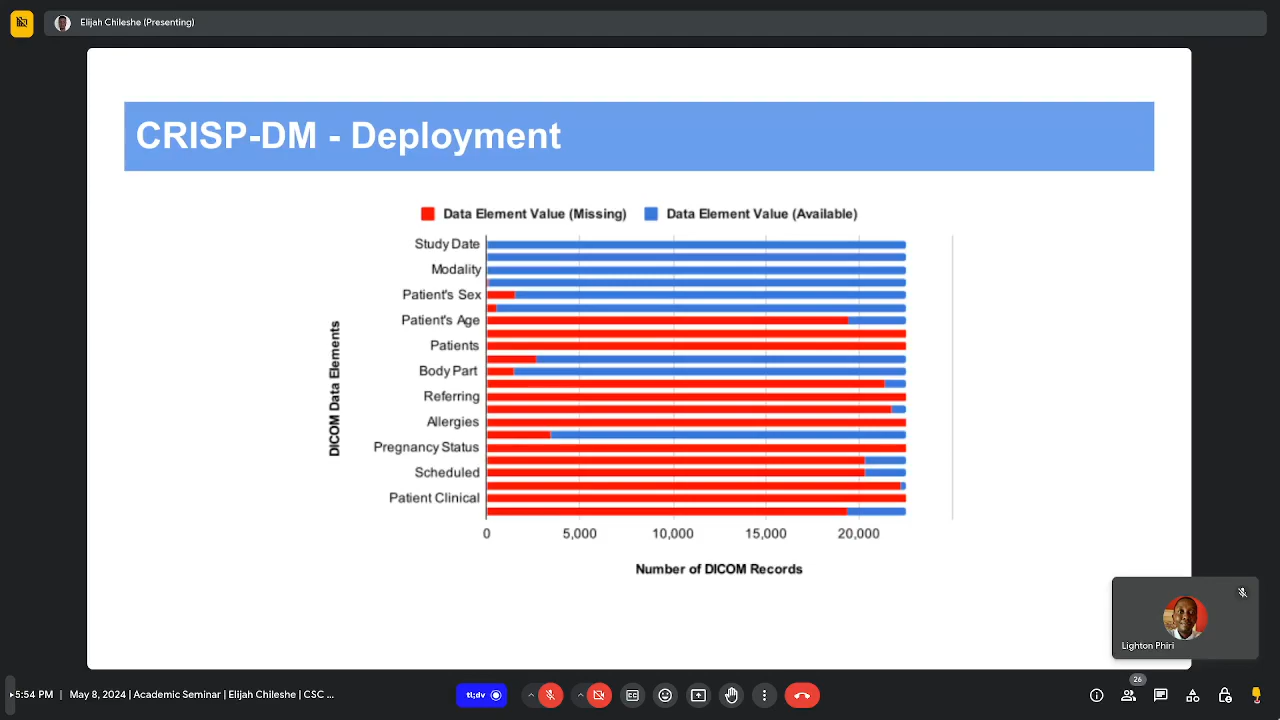 Elijah Chileshe (Presenting)
CRISP-DM - Deployment
Data Element Value (Missing) Data Element Value (Available)
DICOM Data Elements
Study Date
Modality
Patient's Sex
Patient's Age
Patients
Body Part
Referring
Allergies
Pregnancy Status
Scheduled
Patient Clinical
0 5,000 10,000 15,000 20,000
Number of DICOM Records
Lighton Phiri
5:54 PM | May 8, 2024 | Academic Seminar | Elijah Chileshe | CSC ...
tl;dv
26